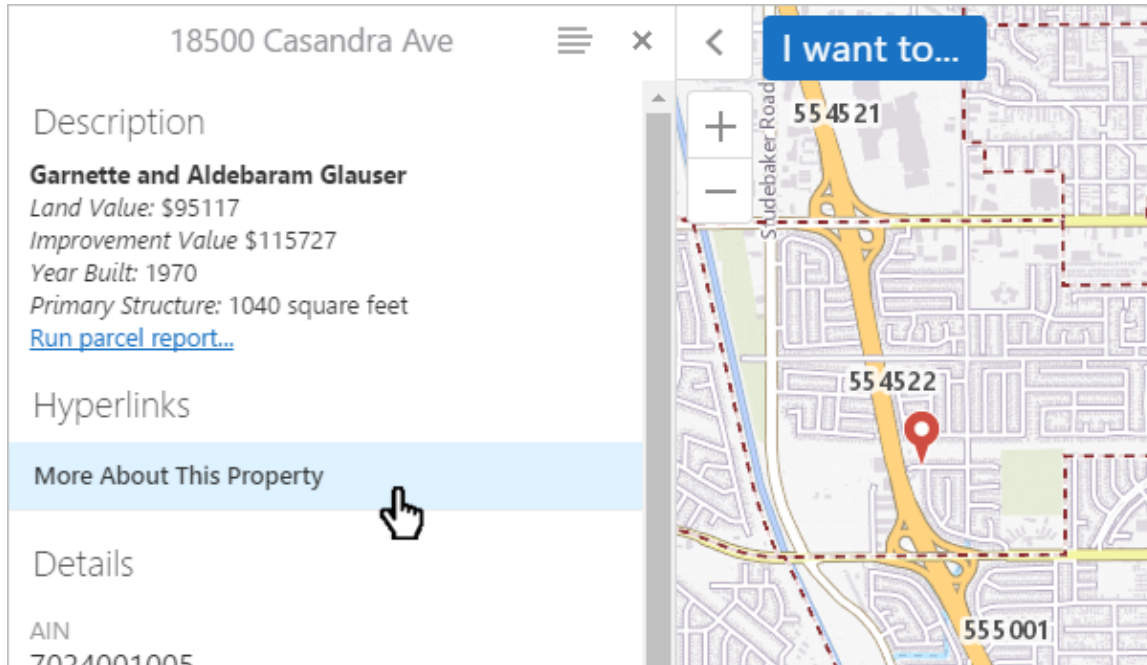 18500 Casandra Ave
Description
Garnette and Aldebaram Glauser
Land Value: $95117
Improvement Value $115727
Year Built: 1970
Primary Structure: 1040 square feet
Run parcel report...
Hyperlinks
More About This Property
Details
AIN
7024001005
I want to...
Studebaker Road
554521
554522
555001